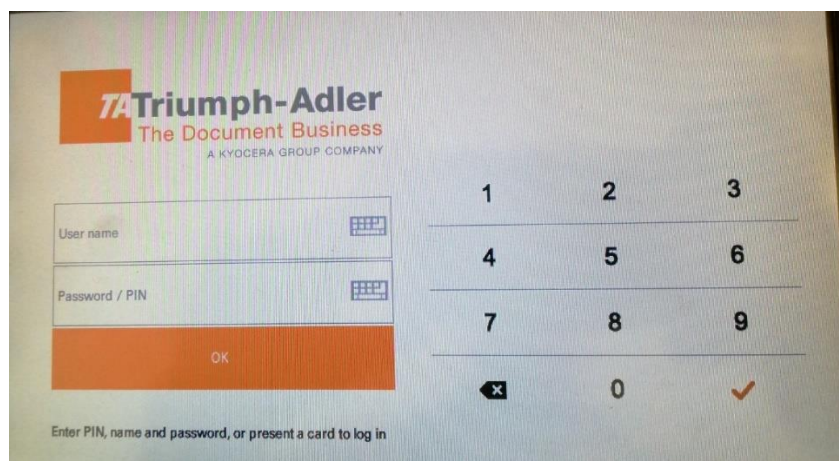 TA Triumph-Adler
The Document Business
A KYOCERA GROUP COMPANY
User name
Password / PIN
OK
Enter PIN, name and password, or present a card to log in
1 2 3
4 5 6
7 8 9
0